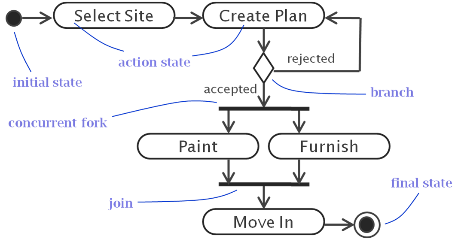 Select Site
Create Plan
action state
rejected
initial state
accepted
branch
concurrent fork
Paint
Furnish
final state
join
Move In